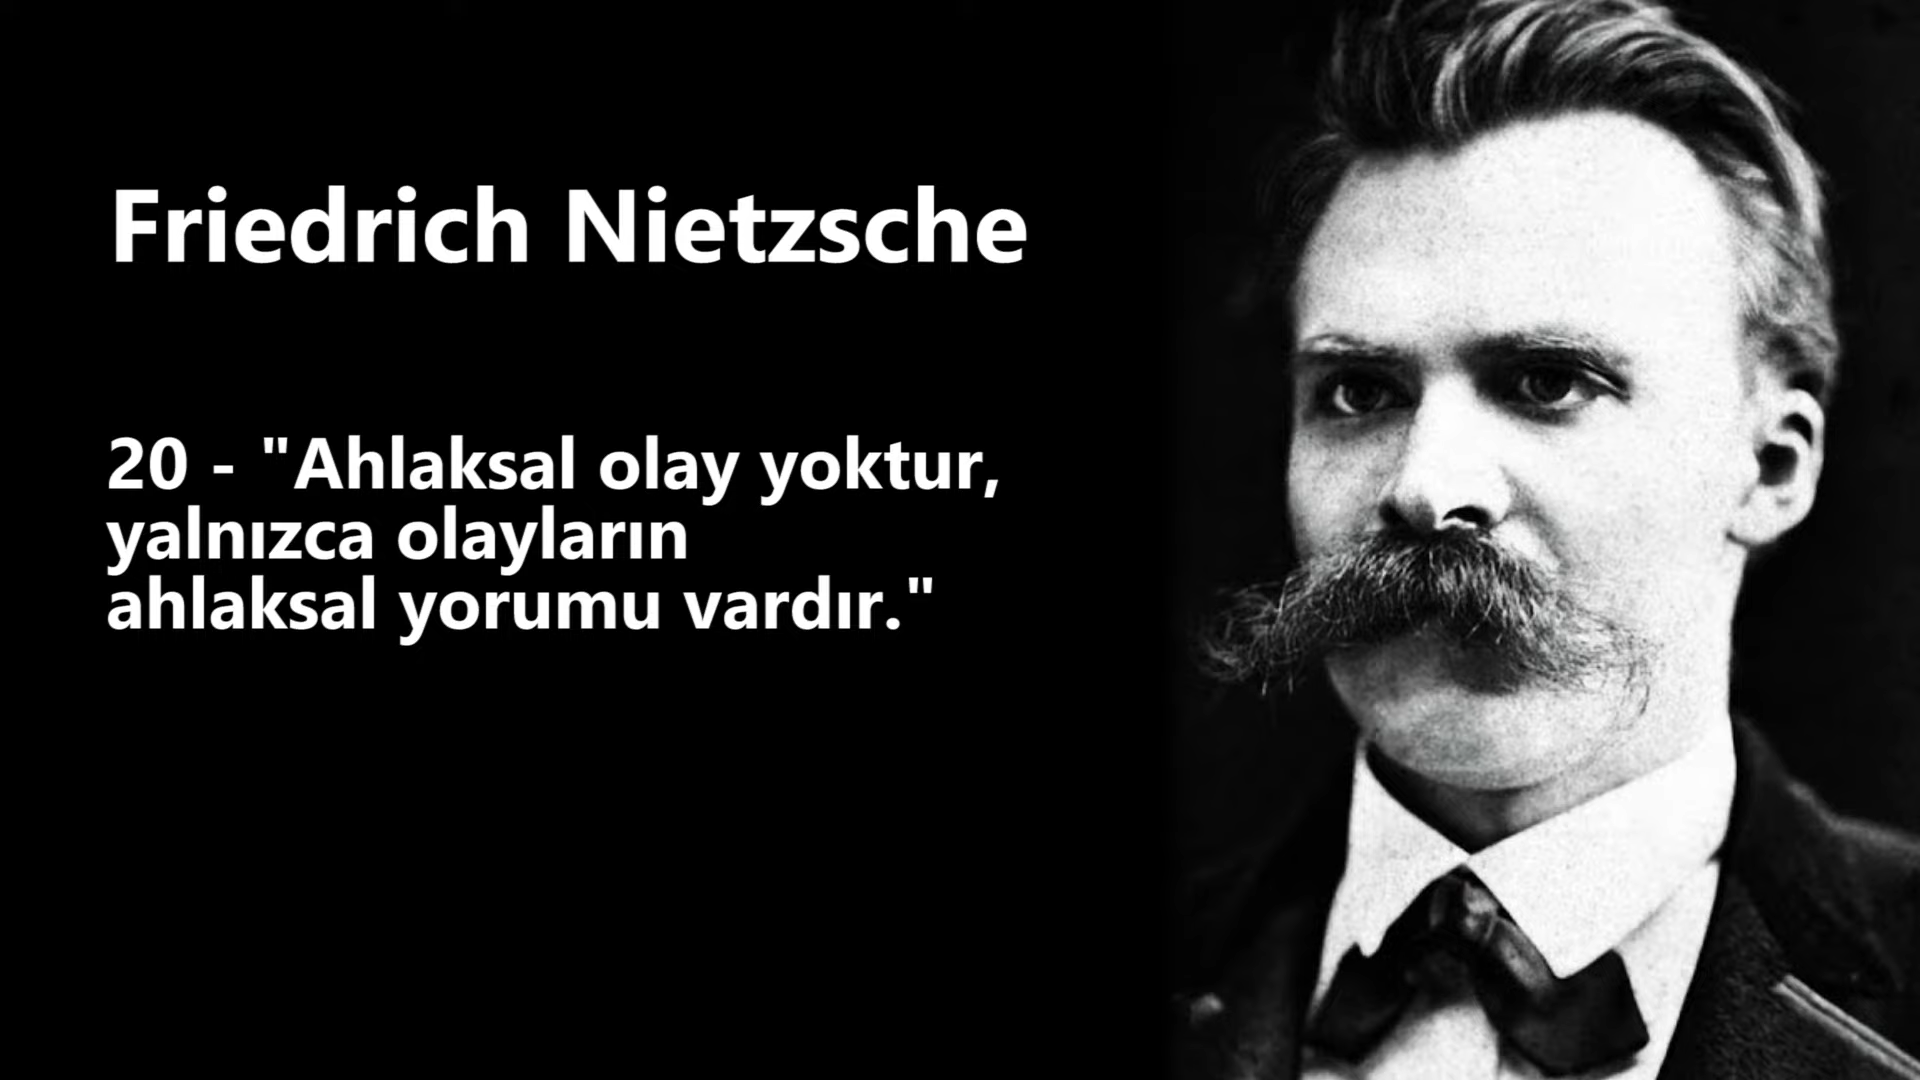 Friedrich Nietzsche
20 - "Ahlaksal olay yoktur,
yalnızca olayların
ahlaksal yorumu vardır."